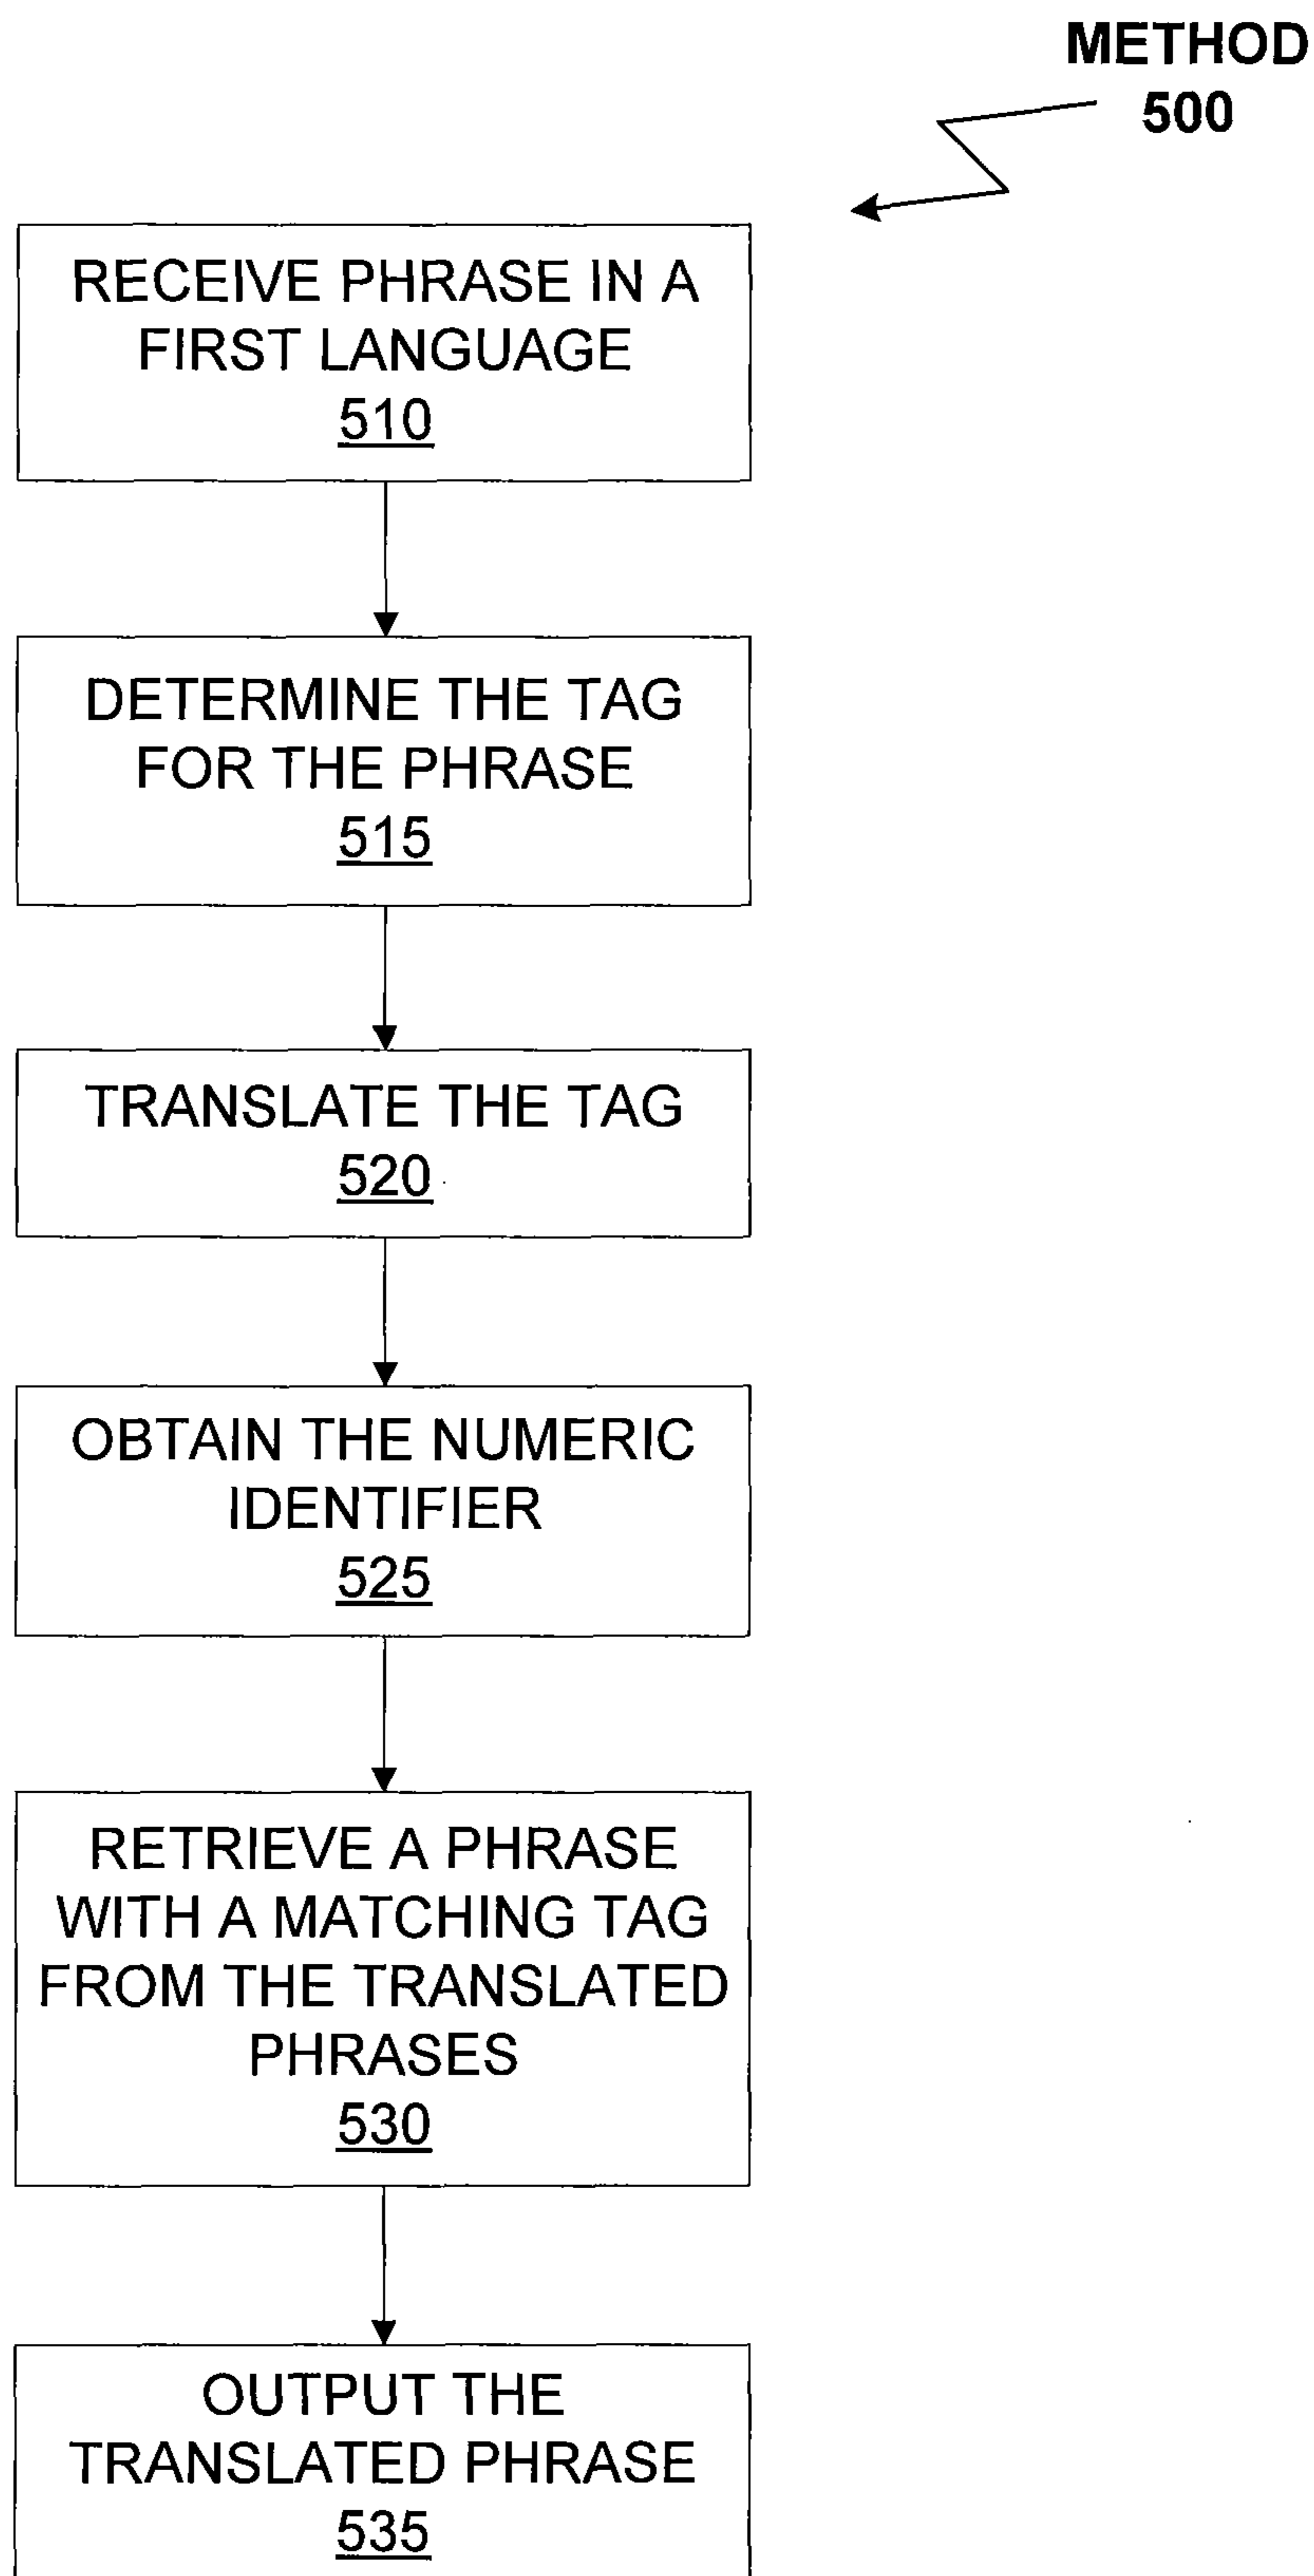 METHOD
500
RECEIVE PHRASE IN A
FIRST LANGUAGE
510
DETERMINE THE TAG
FOR THE PHRASE
515
TRANSLATE THE TAG
520
OBTAIN THE NUMERIC
IDENTIFIER
525
RETRIEVE A PHRASE
WITH A MATCHING TAG
FROM THE TRANSLATED
PHRASES
530
OUTPUT THE
TRANSLATED PHRASE
535